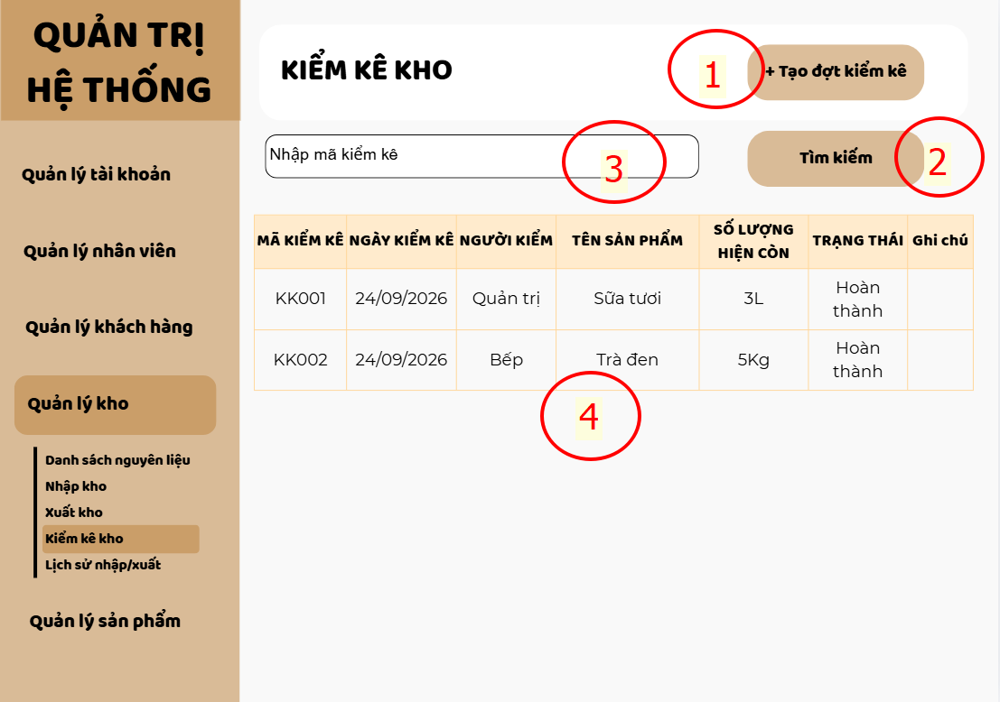 QUẢN TRỊ
HỆ THỐNG
Quản lý tài khoản
Quản lý nhân viên
Quản lý khách hàng
Quản lý kho
Danh sách nguyên liệu
Nhập kho
Xuất kho
Kiểm kê kho
Lịch sử nhập/xuất
Quản lý sản phẩm
KIỂM KÊ KHO
1
+ Tạo đợt kiểm kê
Nhập mã kiểm kê
3
Tìm kiếm
2
MÃ KIỂM KÊ NGÀY KIỂM KÊ NGƯỜI KIỂM TÊN SẢN PHẨM SỐ LƯỢNG HIỆN CÒN TRẠNG THÁI Ghi chú
KK001 24/09/2026 Quản trị Sữa tươi 3L Hoàn thành
KK002 24/09/2026 Bếp Trà đen 5Kg Hoàn thành
4